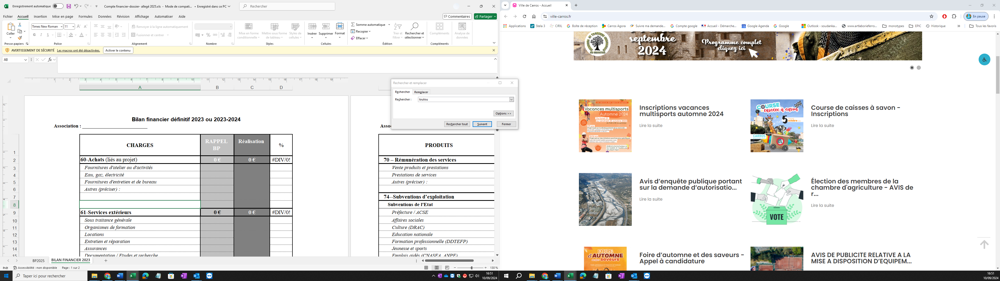 Enregistrement automatique
Compte financier-dossier- allegé 2025.xls - Mode de compati... • Enregistré dans ce PC
Rechercher
Fichier Accueil Insertion Mise en page Formules Données Révision Affichage Automatiser Aide
Commentaires Partager
Coller
Presse-papiers
Times New Roman 11
G I S
Police
Renvoyer à la ligne automatiquement
Fusionner et centrer
Alignement
Nombre
Mise en forme conditionnelle
Mettre sous forme de tableau
Styles de cellules
Styles
Insérer Supprimer Format
Cellules
Somme automatique
Recopier
Effacer
Trier et filtrer
Rechercher et sélectionner
Édition
Compléments
Compléments
Analyse de données
AVERTISSEMENT DE SÉCURITÉ Les macros ont été désactivées. Activer le contenu
A8
fx
A B C D
Bilan financier définitif 2023 ou 2023-2024
Association :
CHARGES RAPPEL BP Réalisation %
1
2 60-Achats (liés au projet) 0 € 0 € #DIV/0!
3 Fournitures d'atelier ou d'activités
4 Eau, gaz, électricité
5 Fournitures d'entretien et de bureau
6 Autres (préciser) :
7
8
9 61-Services extérieurs 0 € 0 € #DIV/0!
10 Sous traitance générale
11 Organismes de formation
12 Locations
13 Entretien et réparation
14 Assurances
15 Documentation / Etudes et recherche
Assoc
PRODUITS
70 – Rémunération des services
Vente produits et prestations
Prestations de services
Autres (préciser) :
74--Subventions d’exploitation
Subventions de l’Etat
Préfecture / ACSE
Affaires sociales
Culture (DRAC)
Education nationale
Formation professionnelle (DDTEFP)
Jeunesse et sports
Emplois aidés (CNASEA, ANPE)
Rechercher et remplacer
Rechercher Remplacer
Rechercher : loulou
Options >>
Rechercher tout Suivant Fermer
BP2025 BILAN FINANCIER 2023
Prêt Accessibilité : non disponible Page : 1 sur 2
130 %
Taper ici pour rechercher
16:51
10/09/2024
Ville de Carros - Accueil
ville-carros.fr
En pause
Applications Stela 3 CIRIL Boîte de réception Carros Agora Suivre ma demande... Compte google Accueil - Démarche... Google Agenda Google Outlook - soudanka... www.artlaborieferro... monotypes EPIC Historique » Tous les favoris
septembre
2024
Programme complet
cliquez ici
COURSE
caisses à savon
5
octobre
CARROS
Vacances multisports
Automne 2024
Inscriptions vacances
multisports automne 2024
Lire la suite
Course de caisses à savon -
Inscriptions
Lire la suite
Avis d’enquête publique portant
sur la demande d’autorisatio...
Lire la suite
VOTE
Élection des membres de la
chambre d'agriculture - AVIS de
r...
Lire la suite
FOIRE
d'AUTOMNE
et des saveurs
Foire d’automne et des saveurs -
Appel à candidature
AVIS DE PUBLICITE RELATIVE A LA
MISE A DISPOSITION D’EQUIPEM...
16:51
10/09/2024